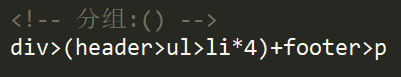 <!-- 分组:() -->
div>(header>ul>li*4)+footer>p